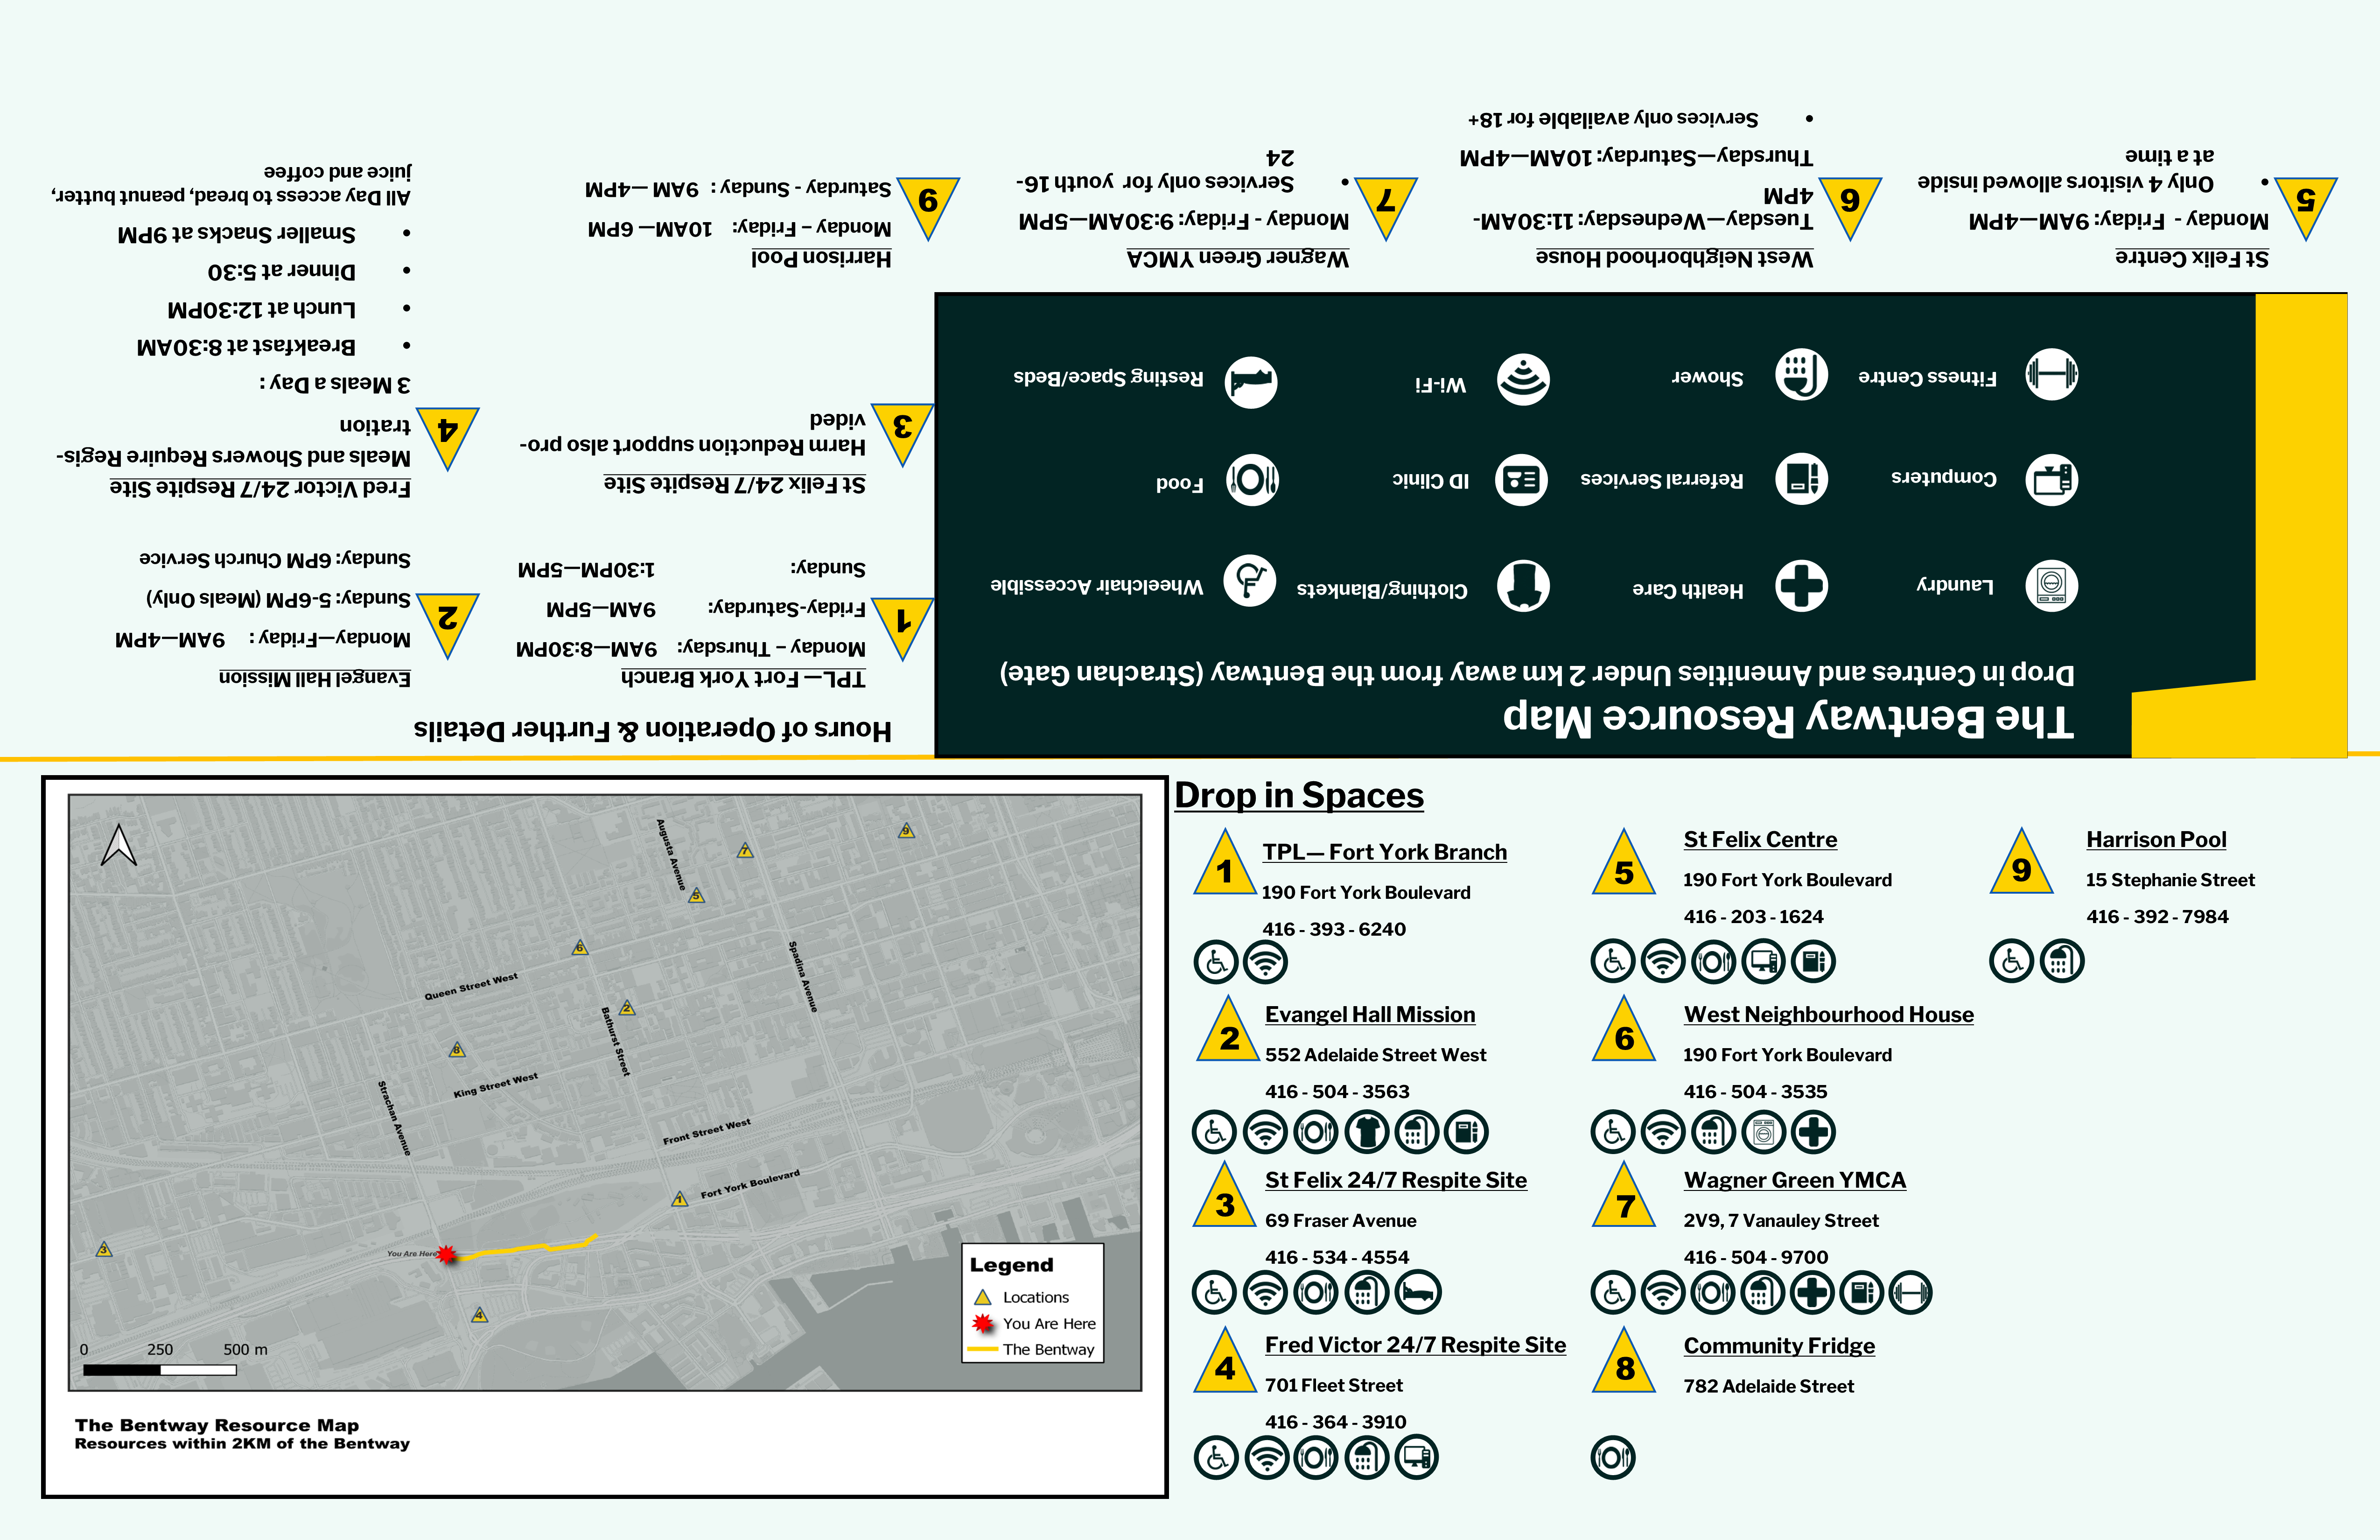 The Bentway Resource Map
Drop in Centres and Amenities Under 2 km away from the Bentway (Strachan Gate)
Laundry
Health Care
Clothing/Blankets
Wheelchair Accessible
Computers
Referral Services
ID Clinic
Food
Fitness Centre
Shower
Wi-Fi
Resting Space/Beds
Hours of Operation & Further Details
1
TPL— Fort York Branch
Monday – Thursday: 9AM—8:30PM
Friday-Saturday: 9AM—5PM
Sunday: 1:30PM—5PM
2
Evangel Hall Mission
Monday—Friday : 9AM—4PM
Sunday: 5-6PM (Meals Only)
Sunday: 6PM Church Service
3
St Felix 24/7 Respite Site
Harm Reduction support also pro-
vided
4
Fred Victor 24/7 Respite Site
Meals and Showers Require Regis-
tration
3 Meals a Day :
• Breakfast at 8:30AM
• Lunch at 12:30PM
• Dinner at 5:30
• Smaller Snacks at 9PM
All Day access to bread, peanut butter,
juice and coffee
5
St Felix Centre
Monday - Friday: 9AM—4PM
• Only 4 visitors allowed inside
at a time
6
West Neighborhood House
Tuesday—Wednesday: 11:30AM-
4PM
Thursday—Saturday: 10AM—4PM
• Services only available for 18+
7
Wagner Green YMCA
Monday - Friday: 9:30AM—5PM
• Services only for youth 16-
24
9
Harrison Pool
Monday – Friday: 10AM — 6PM
Saturday - Sunday : 9AM —4PM
Augusta Avenue
9
7
5
6
Spadina Avenue
Queen Street West
2
Bathurst Street
8
King Street West
Strachan Avenue
Front Street West
Fort York Boulevard
1
3
You Are Here
4
Legend
Locations
You Are Here
The Bentway
0 250 500 m
The Bentway Resource Map
Resources within 2KM of the Bentway
Drop in Spaces
1
TPL— Fort York Branch
190 Fort York Boulevard
416 - 393 - 6240
2
Evangel Hall Mission
552 Adelaide Street West
416 - 504 - 3563
3
St Felix 24/7 Respite Site
69 Fraser Avenue
416 - 534 - 4554
4
Fred Victor 24/7 Respite Site
701 Fleet Street
416 - 364 - 3910
5
St Felix Centre
190 Fort York Boulevard
416 - 203 - 1624
6
West Neighbourhood House
190 Fort York Boulevard
416 - 504 - 3535
7
Wagner Green YMCA
2V9, 7 Vanauley Street
416 - 504 - 9700
8
Community Fridge
782 Adelaide Street
9
Harrison Pool
15 Stephanie Street
416 - 392 - 7984